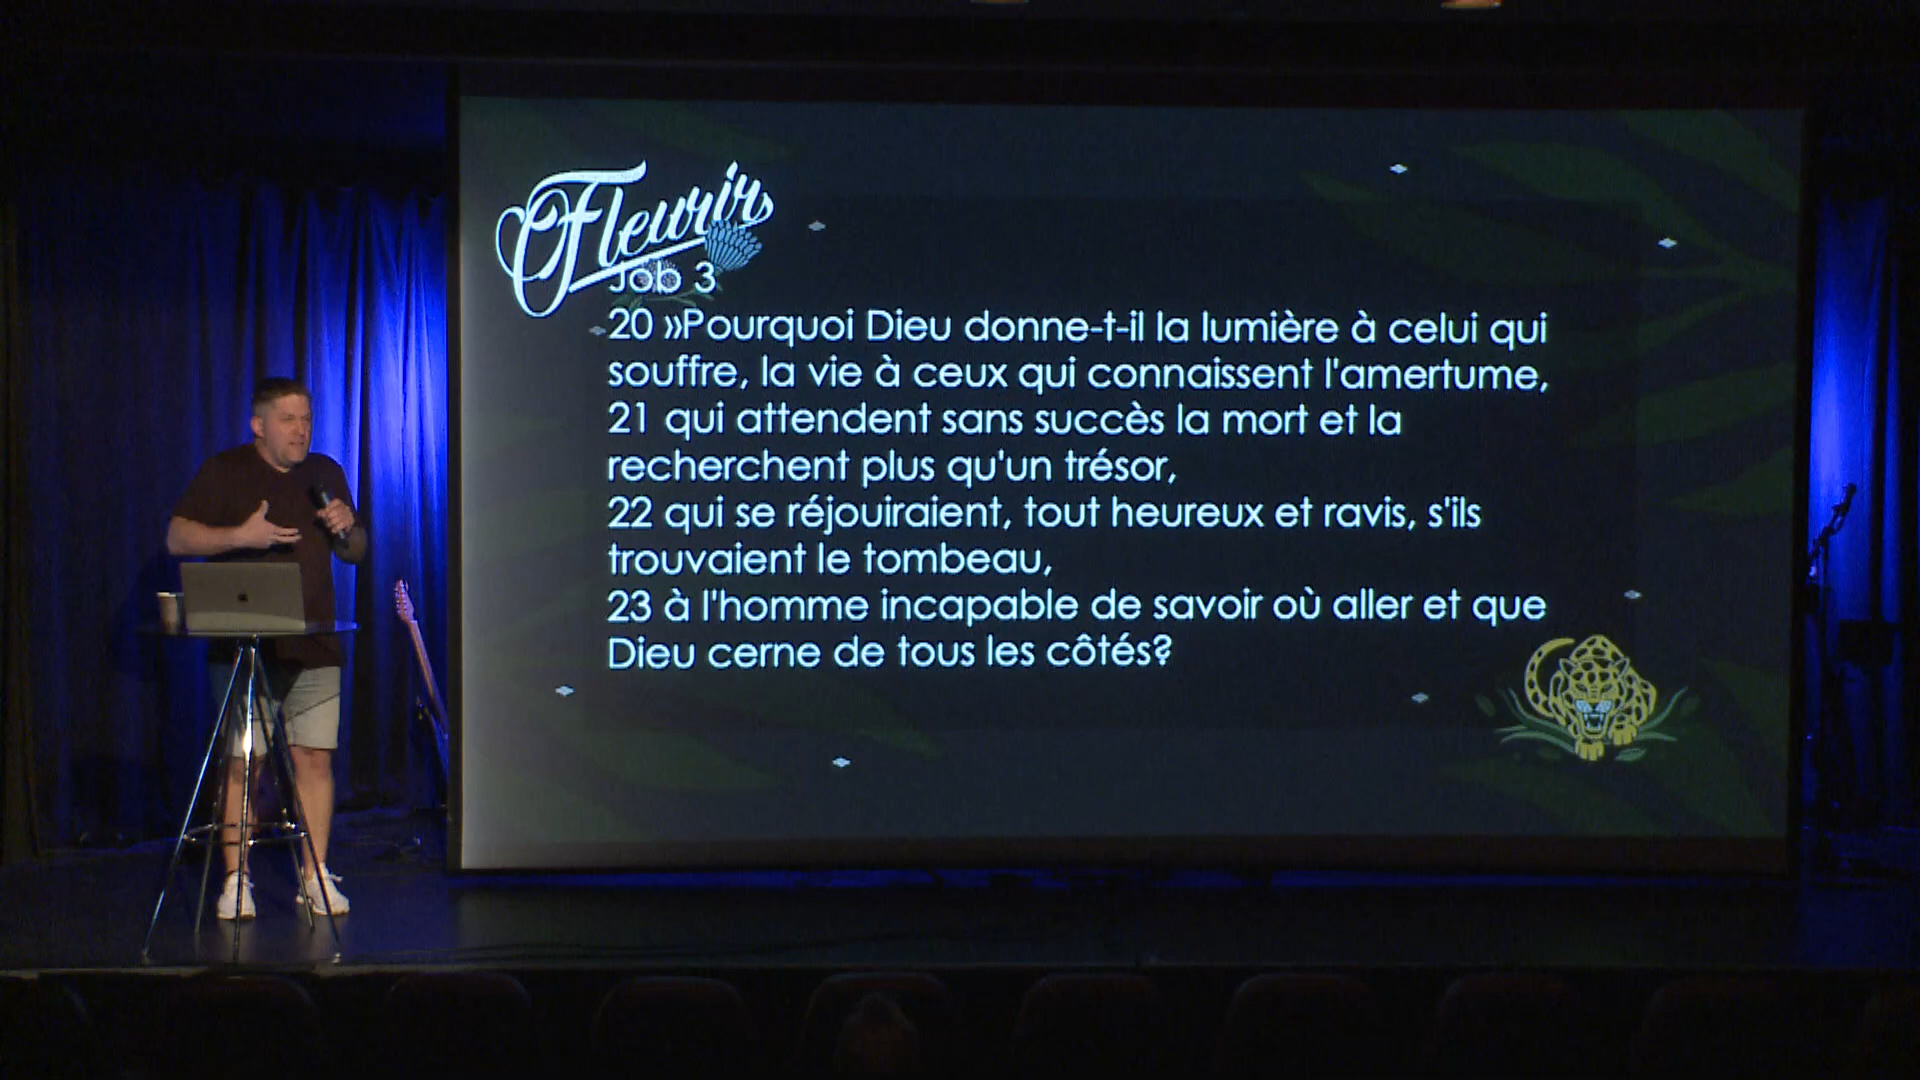 Fleurir
Job 3
20 »Pourquoi Dieu donne-t-il la lumière à celui qui
souffre, la vie à ceux qui connaissent l'amertume,
21 qui attendent sans succès la mort et la
recherchent plus qu'un trésor,
22 qui se réjouiraient, tout heureux et ravis, s'ils
trouvaient le tombeau,
23 à l'homme incapable de savoir où aller et que
Dieu cerne de tous les côtés?